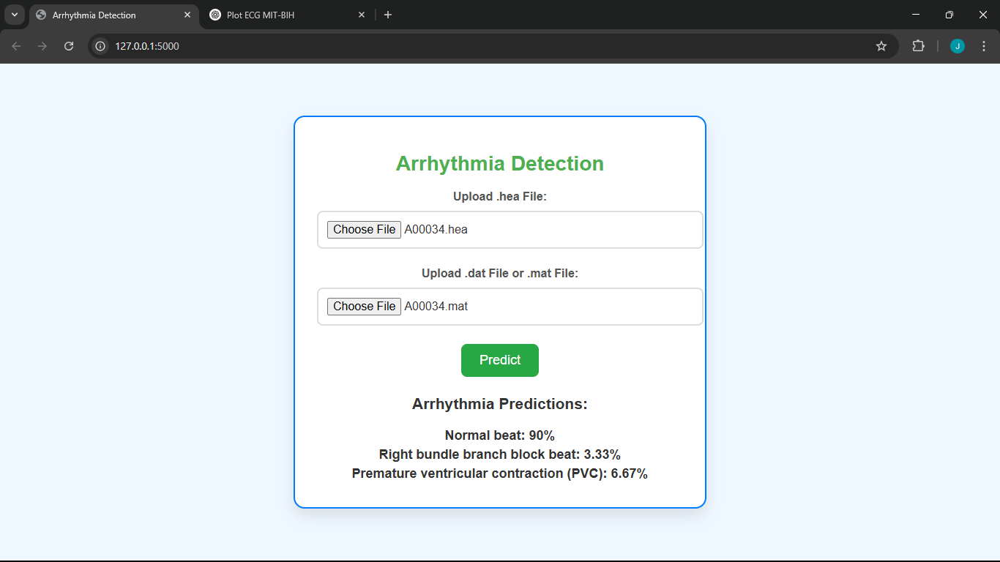 Arrhythmia Detection
Plot ECG MIT-BIH
127.0.0.1:5000
J
Arrhythmia Detection
Upload .hea File:
Choose File A00034.hea
Upload .dat File or .mat File:
Choose File A00034.mat
Predict
Arrhythmia Predictions:
Normal beat: 90%
Right bundle branch block beat: 3.33%
Premature ventricular contraction (PVC): 6.67%